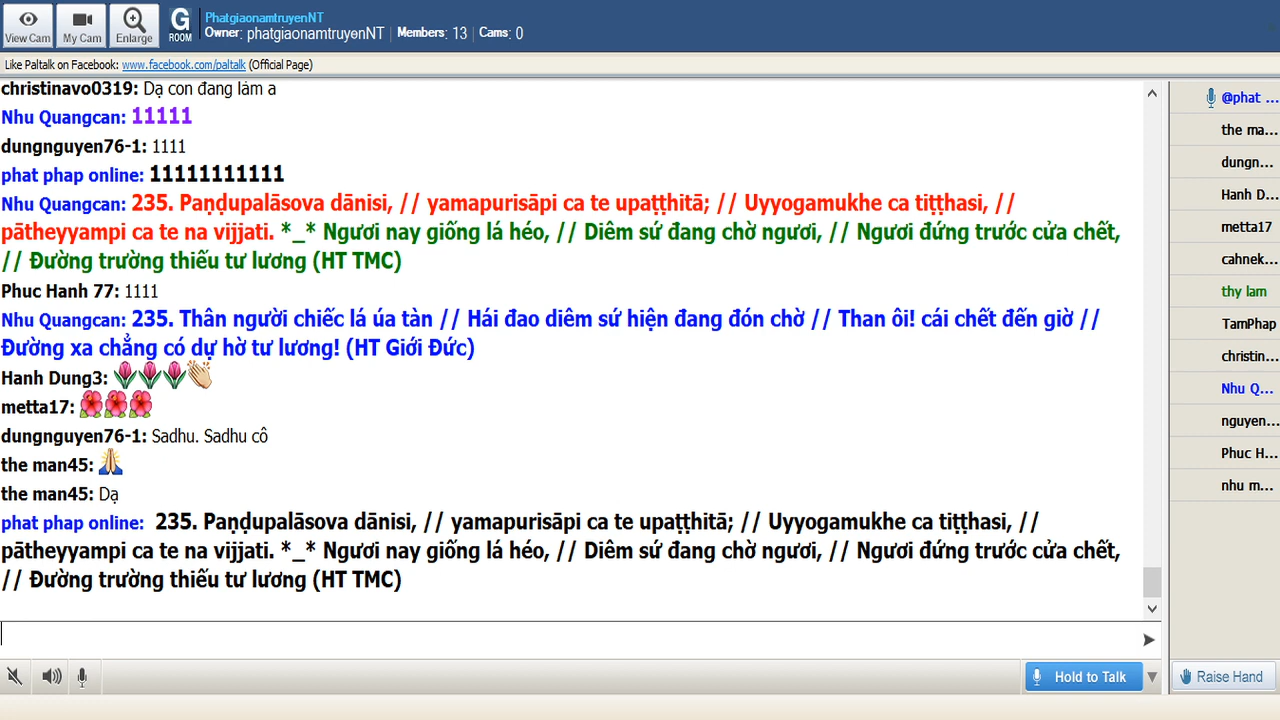 View Cam
My Cam
Enlarge
G
ROOM
PhatgiaonamtruyenNT
Owner: phatgiaonamtruyenNT | Members: 13 | Cams: 0
Like Paltalk on Facebook: www.facebook.com/paltalk (Official Page)
christinavo0319: Dạ con đang làm a
Nhu Quangcan: 11111
dungnguyen76-1: 1111
phat phap online: 11111111111
Nhu Quangcan: 235. Paṇḍupalāsova dānisi, // yamapurisāpi ca te upaṭṭhitā; // Uyyogamukhe ca tiṭṭhasi, //
pātheyyampi ca te na vijjati. *_* Ngươi nay giống lá héo, // Diêm sứ đang chờ ngươi, // Ngươi đứng trước cửa chết,
// Đường trường thiếu tư lương (HT TMC)
Phuc Hanh 77: 1111
Nhu Quangcan: 235. Thân người chiếc lá úa tàn // Hái đao diêm sứ hiện đang đón chờ // Than ôi! cái chết đến giờ //
Đường xa chẳng có dự hờ tư lương! (HT Giới Đức)
Hanh Dung3:
metta17:
dungnguyen76-1: Sadhu. Sadhu cô
the man45:
the man45: Dạ
phat phap online: 235. Paṇḍupalāsova dānisi, // yamapurisāpi ca te upaṭṭhitā; // Uyyogamukhe ca tiṭṭhasi, //
pātheyyampi ca te na vijjati. *_* Ngươi nay giống lá héo, // Diêm sứ đang chờ ngươi, // Ngươi đứng trước cửa chết,
// Đường trường thiếu tư lương (HT TMC)
@phat ...
the ma...
dungn...
Hanh D...
metta17
cahnek...
thy lam
TamPhap
christin...
Nhu Q...
nguyen...
Phuc H...
nhu m...
Hold to Talk
Raise Hand